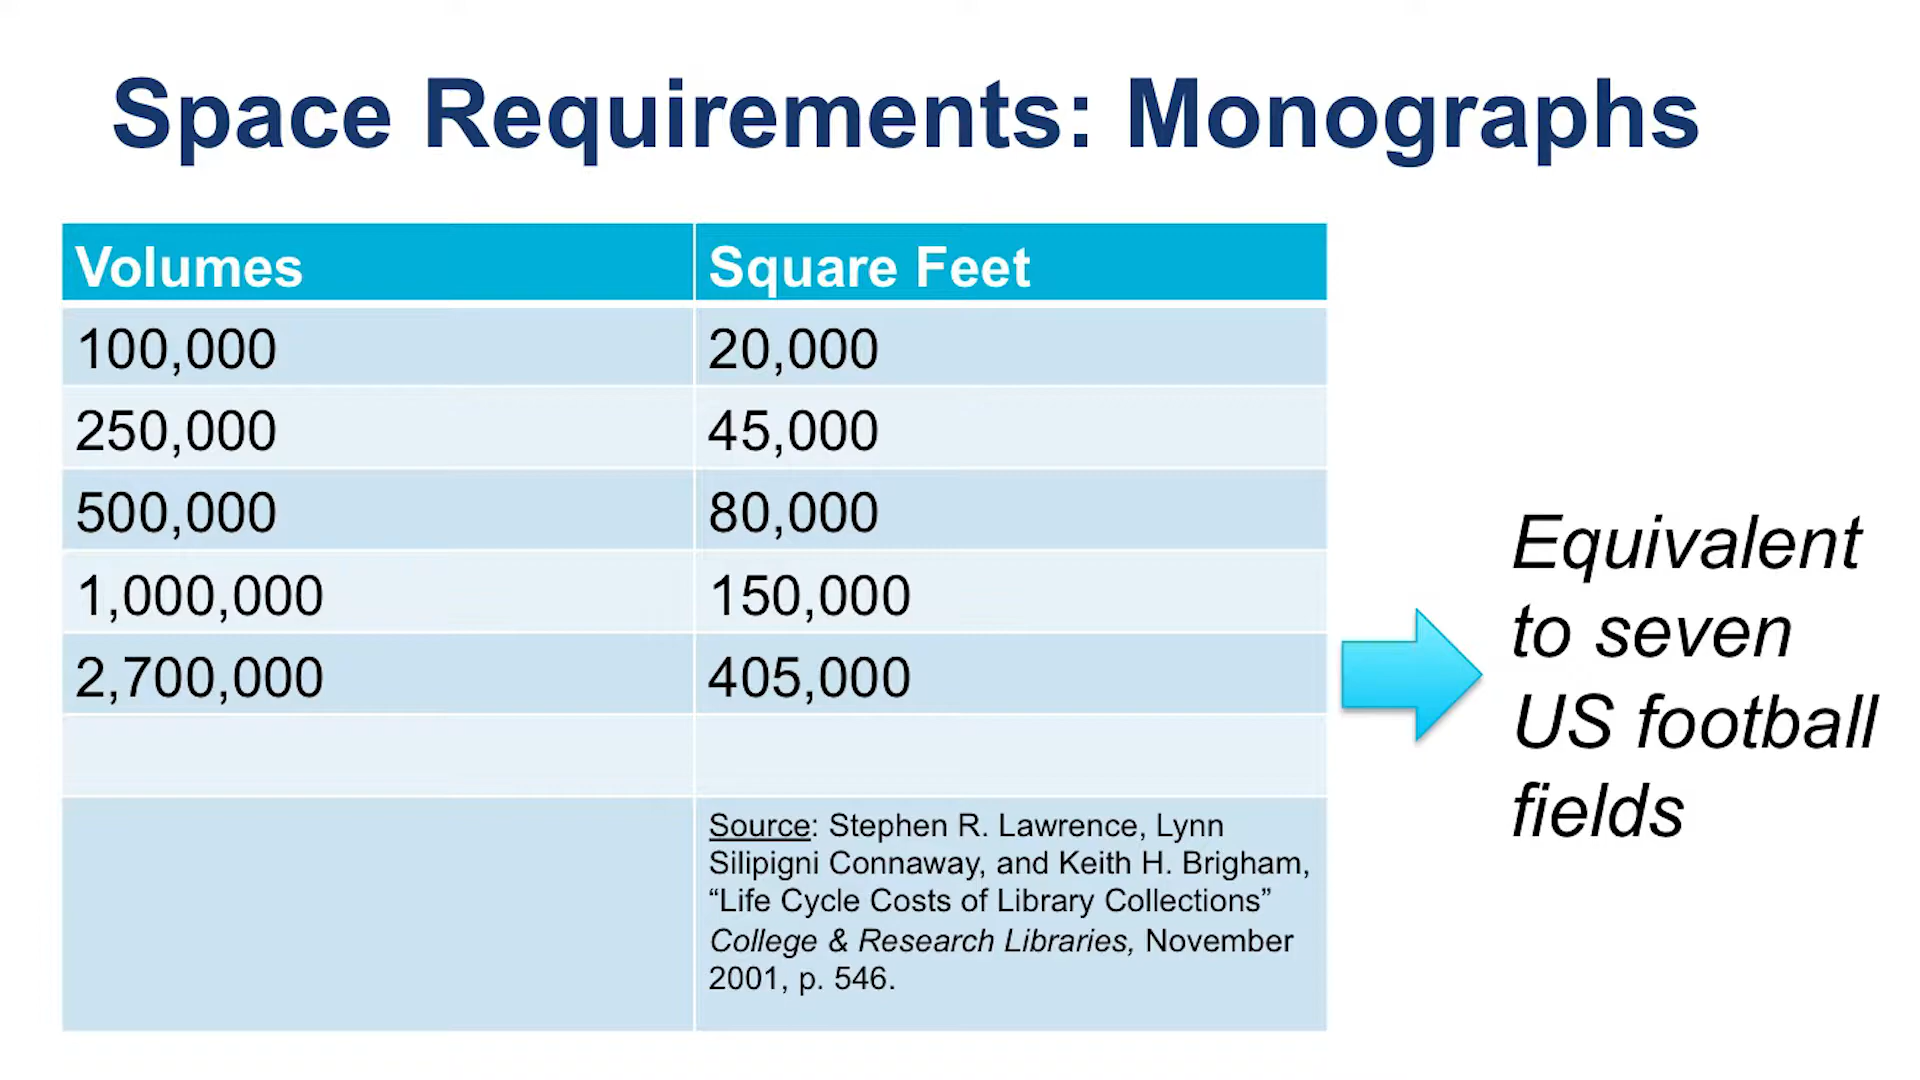 Space Requirements: Monographs
Volumes Square Feet
100,000 20,000
250,000 45,000
500,000 80,000
1,000,000 150,000
2,700,000 405,000
Equivalent
to seven
US football
fields
Source: Stephen R. Lawrence, Lynn
Silipigni Connaway, and Keith H. Brigham,
“Life Cycle Costs of Library Collections”
College & Research Libraries, November
2001, p. 546.